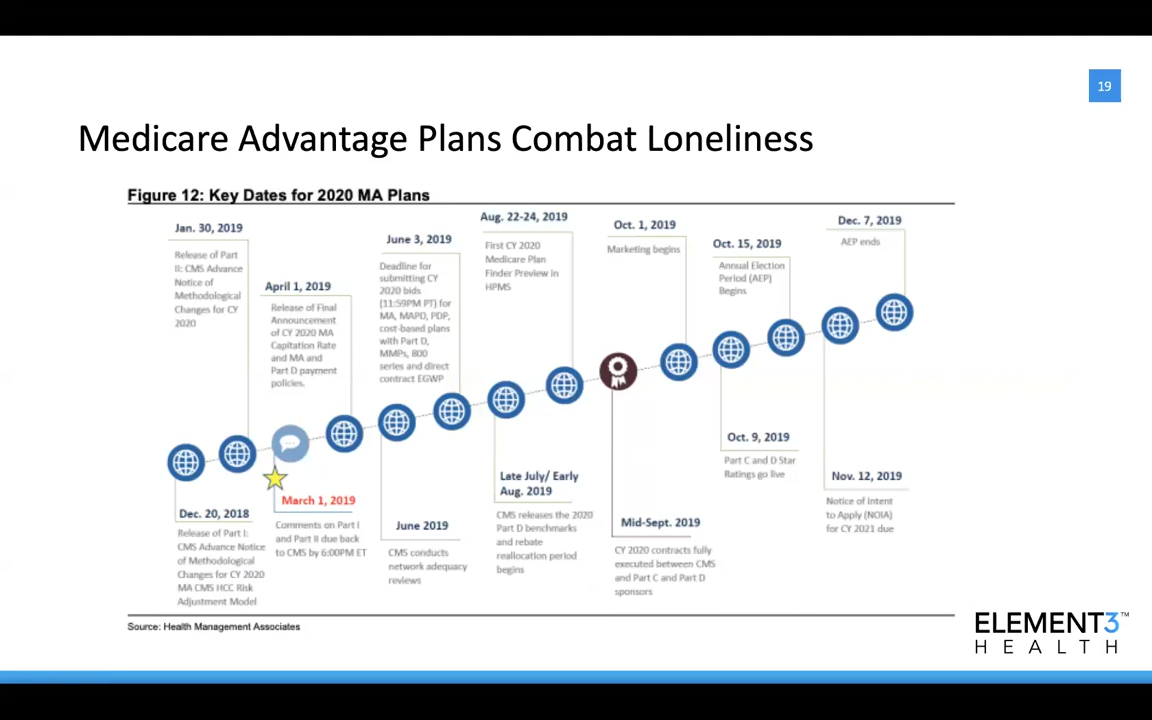 19
Medicare Advantage Plans Combat Loneliness
Figure 12: Key Dates for 2020 MA Plans
Jan. 30, 2019
Release of Part
II: CMS Advance
Notice of
Methodological
Changes for CY
2020
April 1, 2019
Release of Final
Announcement
of CY 2020 MA
Capitation Rate
and MA and
Part D payment
policies.
June 3, 2019
Deadline for
submitting CY
2020 bids
(11:59PM PT) for
MA, MAPD, PDP,
cost-based plans
with Part D,
MMPs, 800
series and direct
contract EGWP
Aug. 22-24, 2019
First CY 2020
Medicare Plan
Finder Preview in
HPMS
Oct. 1, 2019
Marketing begins
Oct. 15, 2019
Annual Election
Period (AEP)
Begins
Dec. 7, 2019
AEP ends
Dec. 20, 2018
Release of Part I:
CMS Advance Notice
of Methodological
Changes for CY 2020
MA CMS HCC Risk
Adjustment Model
March 1, 2019
Comments on Part I
and Part II due back
to CMS by 6:00PM ET
June 2019
CMS conducts
network adequacy
reviews
Late July/ Early
Aug. 2019
CMS releases the 2020
Part D benchmarks
and rebate
reallocation period
begins
Mid-Sept. 2019
CY 2020 contracts fully
executed between CMS
and Part C and Part D
sponsors
Oct. 9, 2019
Part C and D Star
Ratings go live
Nov. 12, 2019
Notice of Intent
to Apply (NOIA)
for CY 2021 due
Source: Health Management Associates
ELEMENT3™
HEALTH